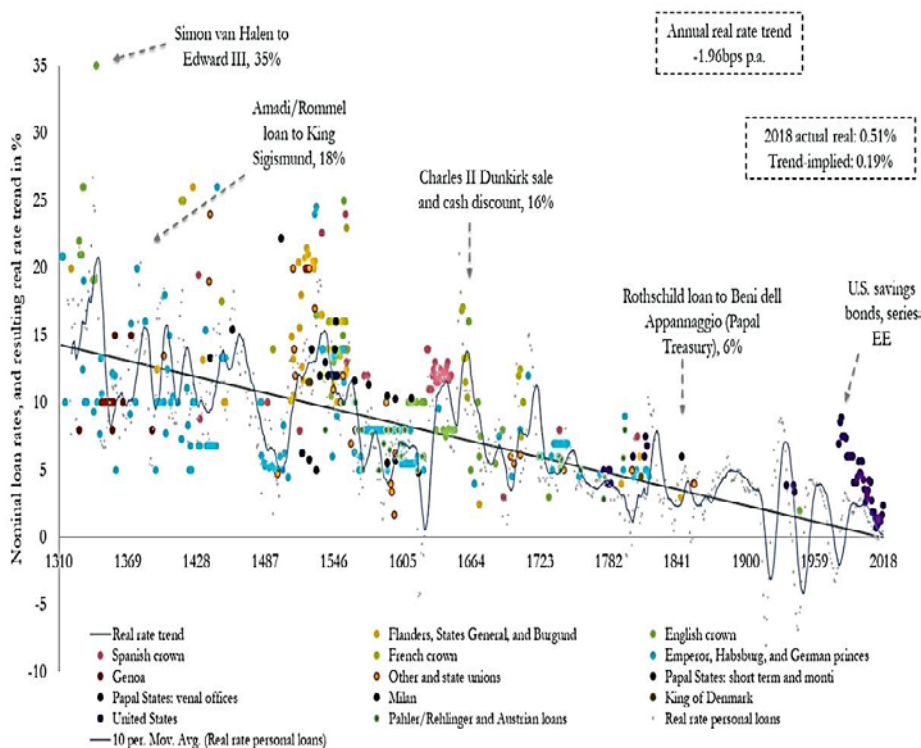 Simon van Halen to
Edward III, 35%
Annual real rate trend
-1.96bps p.a.
Amadi/Rommel
loan to King
Sigismund, 18%
2018 actual real: 0.51%
Trend-implied: 0.19%
Charles II Dunkirk sale
and cash discount, 16%
Rothschild loan to Beni dell
Appannaggio (Papal
Treasury), 6%
U.S. savings
bonds, series
EE
Nominal loan rates, and resulting real rate trend in %
35
30
25
20
15
10
5
0
-5
-10
1310 1369 1428 1487 1546 1605 1664 1723 1782 1841 1900 1959 2018
Real rate trend
Flanders, States General, and Burgund
English crown
Spanish crown
French crown
Emperor, Habsburg, and German princes
Genoa
Other and state unions
Papal States: short term and monti
Papal States: venal offices
Milan
King of Denmark
United States
Pahler/Rehlinger and Austrian loans
Real rate personal loans
10 per. Mov. Avg. (Real rate personal loans)